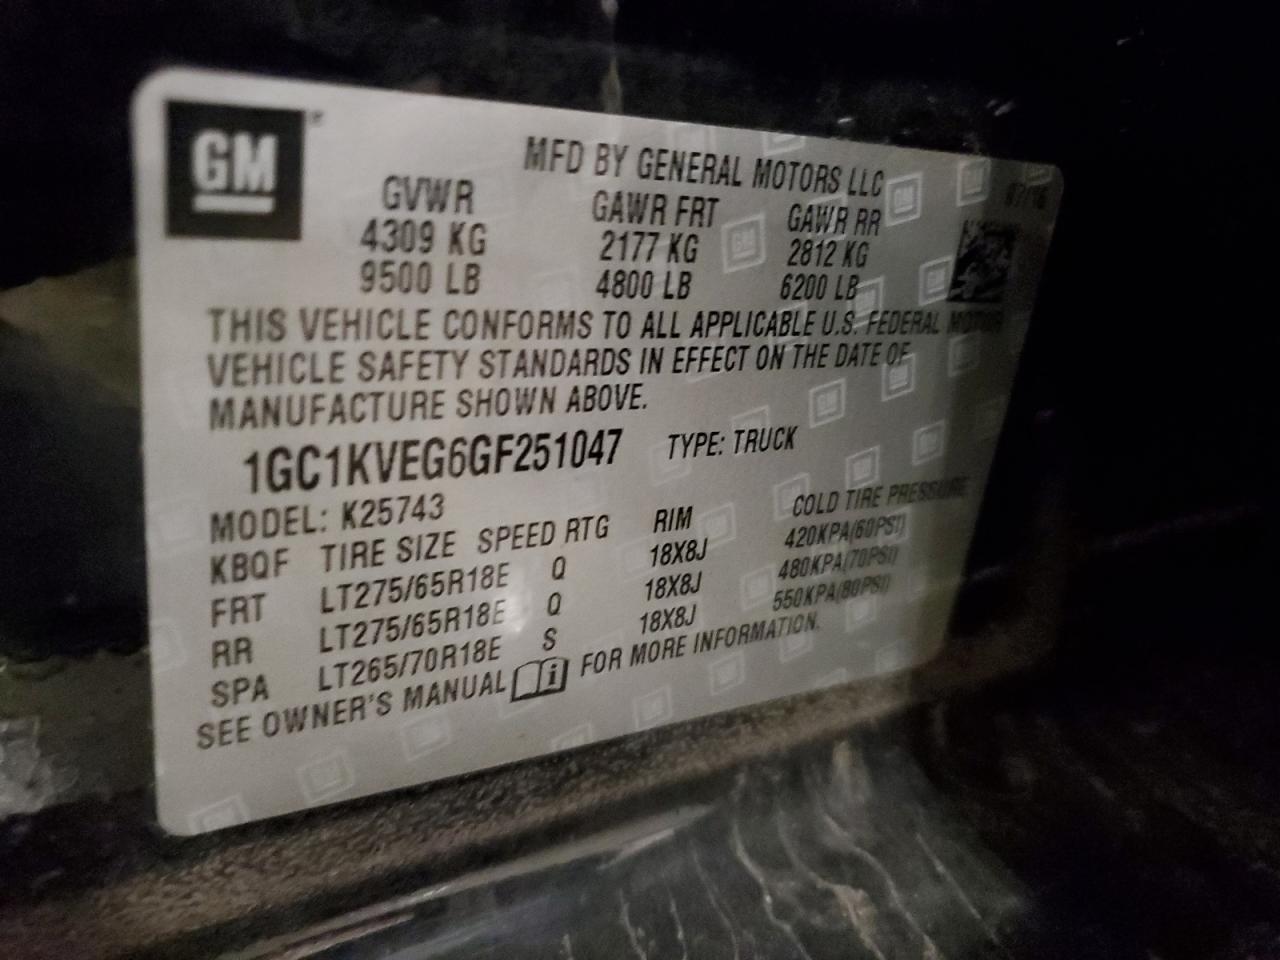 GM
MFD BY GENERAL MOTORS LLC
07/16
GVWR GAWR FRT GAWR RR
4309 KG 2177 KG 2812 KG
9500 LB 4800 LB 6200 LB
THIS VEHICLE CONFORMS TO ALL APPLICABLE U.S. FEDERAL MOTOR
VEHICLE SAFETY STANDARDS IN EFFECT ON THE DATE OF
MANUFACTURE SHOWN ABOVE.
1GC1KVEG6GF251047 TYPE: TRUCK
MODEL: K25743
KBQF TIRE SIZE SPEED RTG RIM COLD TIRE PRESSURE
FRT LT275/65R18E Q 18X8J 420KPA(60PSI)
RR LT275/65R18E Q 18X8J 480KPA(70PSI)
SPA LT265/70R18E S 18X8J 550KPA(80PSI)
SEE OWNER'S MANUAL FOR MORE INFORMATION.